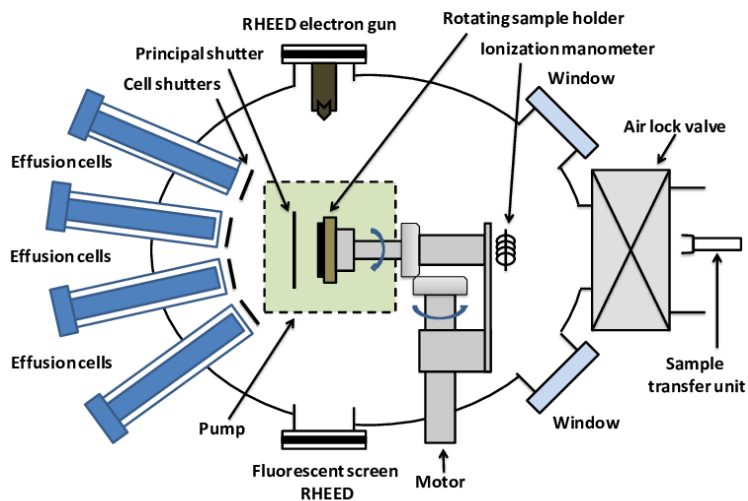 RHEED electron gun
Rotating sample holder
Principal shutter
Ionization manometer
Cell shutters
Window
Air lock valve
Effusion cells
Effusion cells
Effusion cells
Sample
transfer unit
Pump
Window
Fluorescent screen
RHEED
Motor